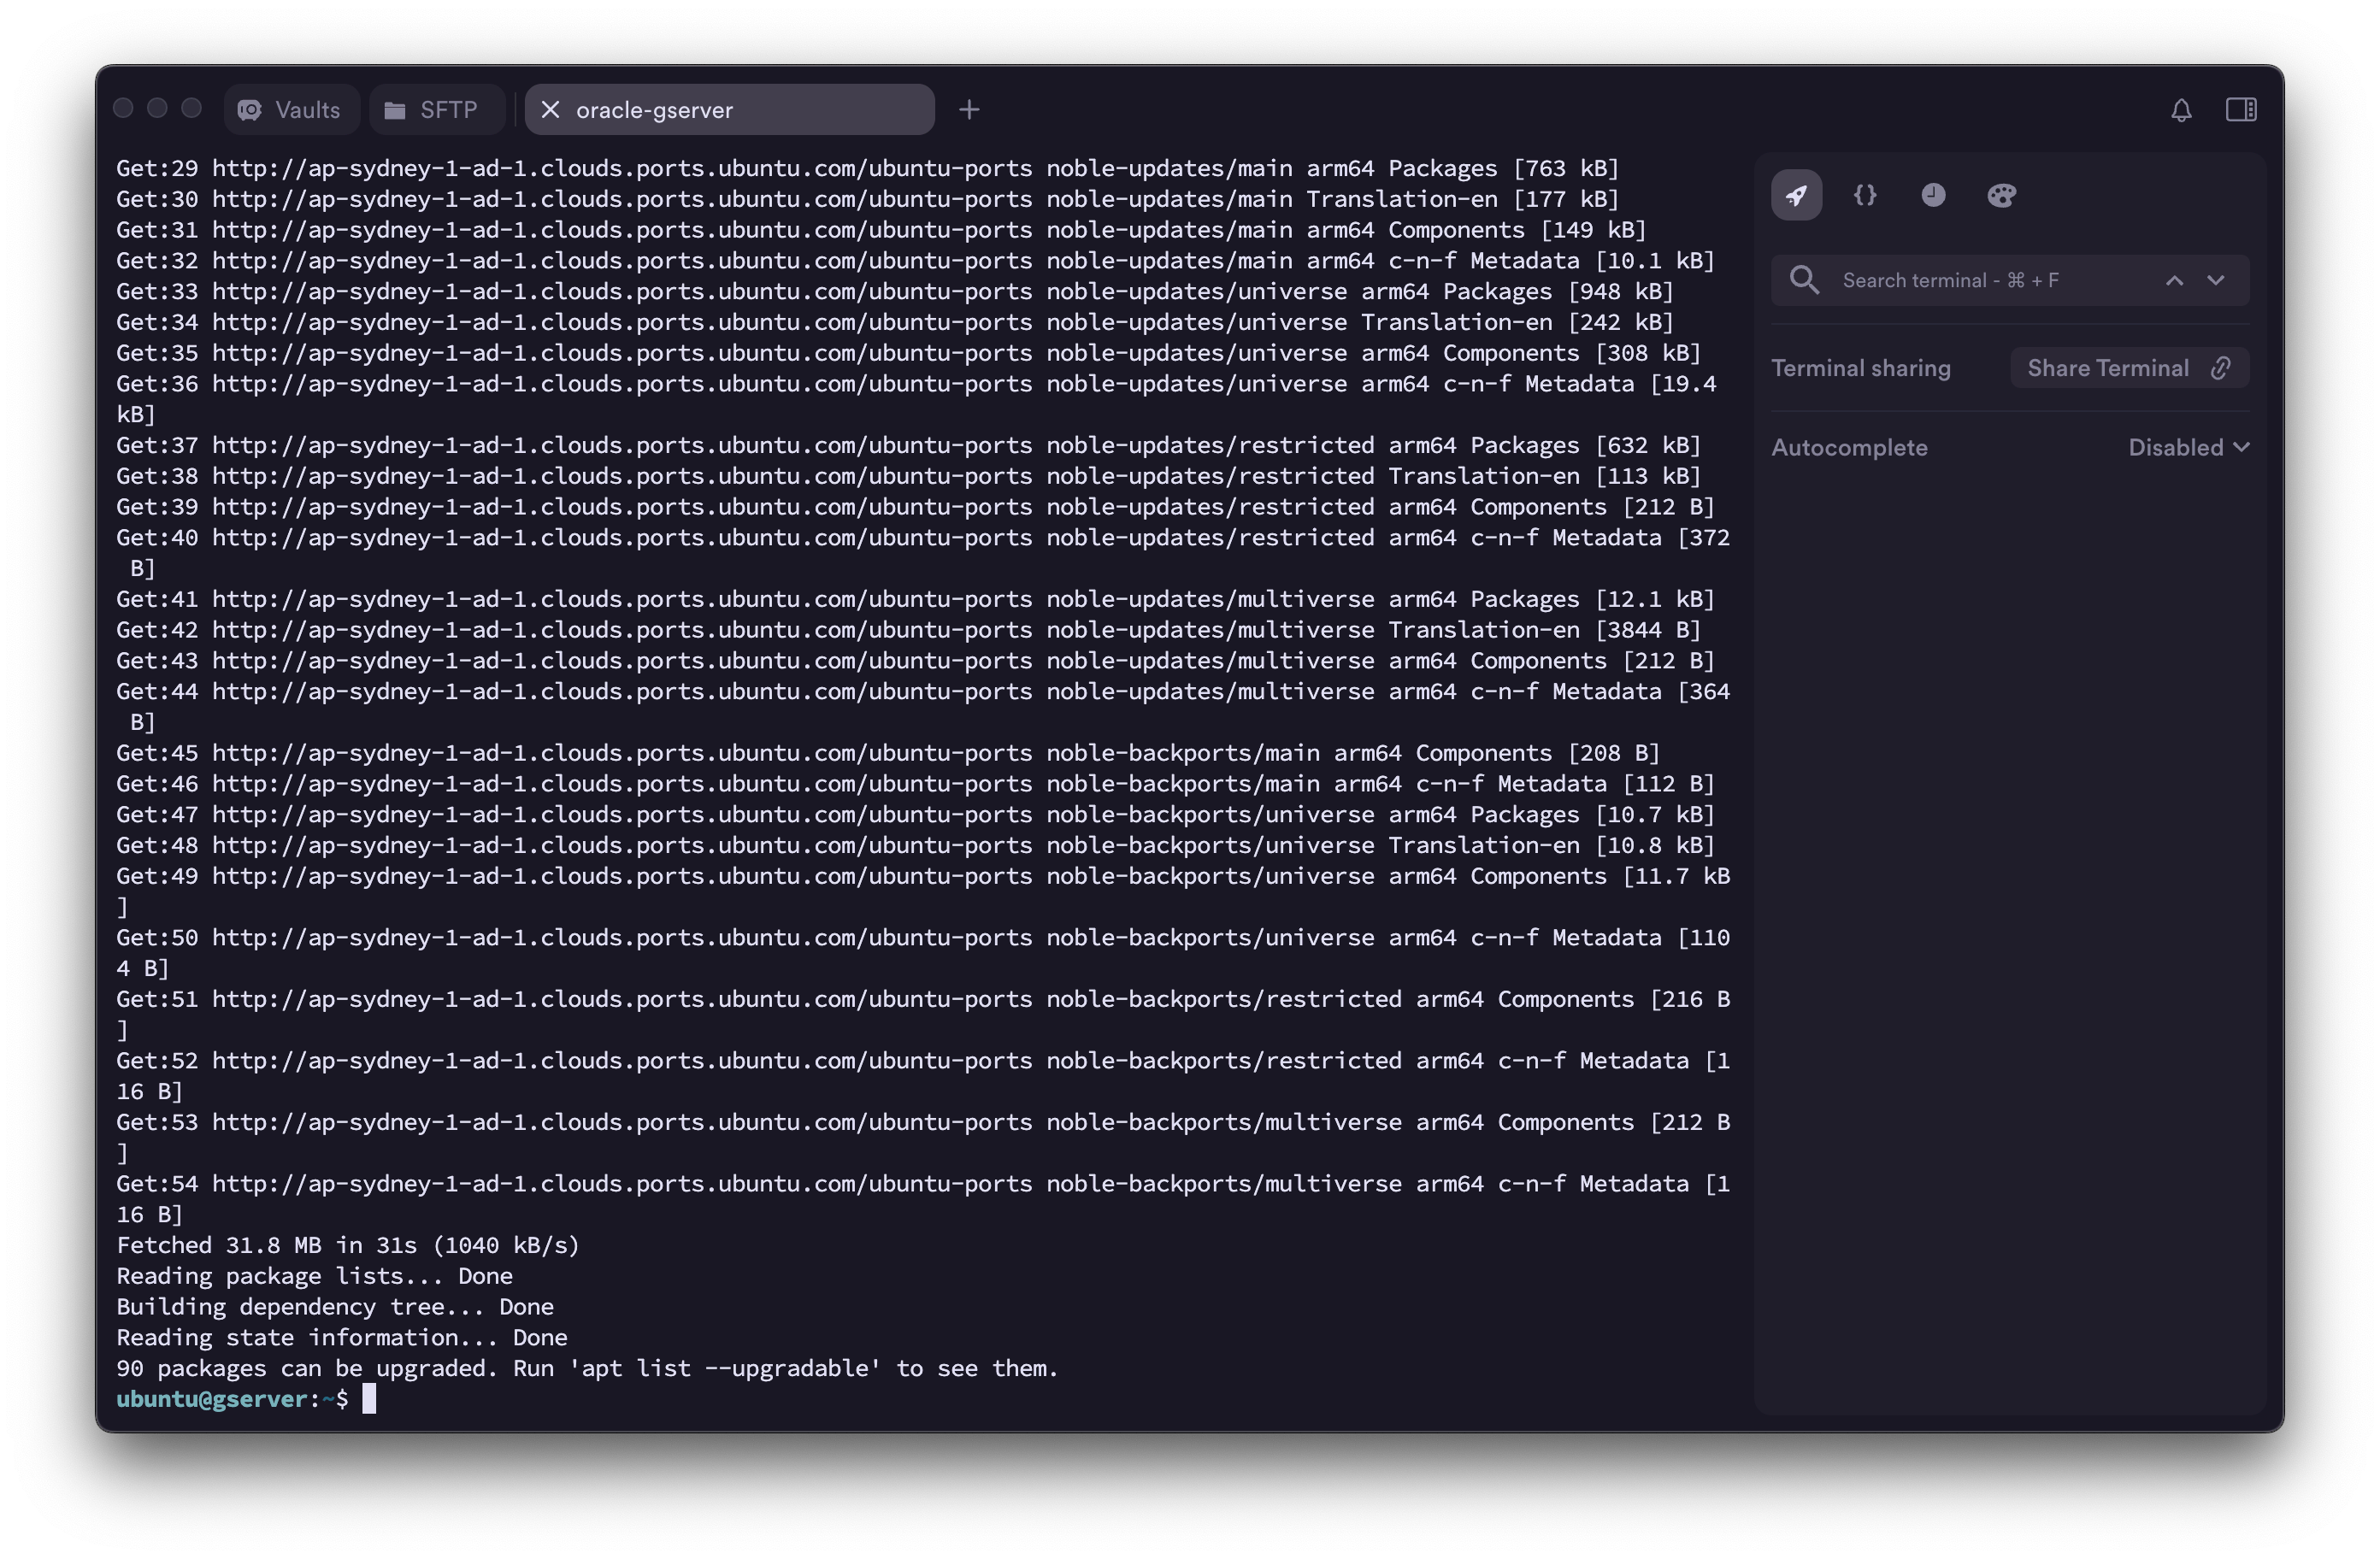 Vaults
SFTP
oracle-gserver
Get:29 http://ap-sydney-1-ad-1.clouds.ports.ubuntu.com/ubuntu-ports noble-updates/main arm64 Packages [763 kB]
Get:30 http://ap-sydney-1-ad-1.clouds.ports.ubuntu.com/ubuntu-ports noble-updates/main Translation-en [177 kB]
Get:31 http://ap-sydney-1-ad-1.clouds.ports.ubuntu.com/ubuntu-ports noble-updates/main arm64 Components [149 kB]
Get:32 http://ap-sydney-1-ad-1.clouds.ports.ubuntu.com/ubuntu-ports noble-updates/main arm64 c-n-f Metadata [10.1 kB]
Get:33 http://ap-sydney-1-ad-1.clouds.ports.ubuntu.com/ubuntu-ports noble-updates/universe arm64 Packages [948 kB]
Get:34 http://ap-sydney-1-ad-1.clouds.ports.ubuntu.com/ubuntu-ports noble-updates/universe Translation-en [242 kB]
Get:35 http://ap-sydney-1-ad-1.clouds.ports.ubuntu.com/ubuntu-ports noble-updates/universe arm64 Components [308 kB]
Get:36 http://ap-sydney-1-ad-1.clouds.ports.ubuntu.com/ubuntu-ports noble-updates/universe arm64 c-n-f Metadata [19.4
kB]
Get:37 http://ap-sydney-1-ad-1.clouds.ports.ubuntu.com/ubuntu-ports noble-updates/restricted arm64 Packages [632 kB]
Get:38 http://ap-sydney-1-ad-1.clouds.ports.ubuntu.com/ubuntu-ports noble-updates/restricted Translation-en [113 kB]
Get:39 http://ap-sydney-1-ad-1.clouds.ports.ubuntu.com/ubuntu-ports noble-updates/restricted arm64 Components [212 B]
Get:40 http://ap-sydney-1-ad-1.clouds.ports.ubuntu.com/ubuntu-ports noble-updates/restricted arm64 c-n-f Metadata [372
 B]
Get:41 http://ap-sydney-1-ad-1.clouds.ports.ubuntu.com/ubuntu-ports noble-updates/multiverse arm64 Packages [12.1 kB]
Get:42 http://ap-sydney-1-ad-1.clouds.ports.ubuntu.com/ubuntu-ports noble-updates/multiverse Translation-en [3844 B]
Get:43 http://ap-sydney-1-ad-1.clouds.ports.ubuntu.com/ubuntu-ports noble-updates/multiverse arm64 Components [212 B]
Get:44 http://ap-sydney-1-ad-1.clouds.ports.ubuntu.com/ubuntu-ports noble-updates/multiverse arm64 c-n-f Metadata [364
 B]
Get:45 http://ap-sydney-1-ad-1.clouds.ports.ubuntu.com/ubuntu-ports noble-backports/main arm64 Components [208 B]
Get:46 http://ap-sydney-1-ad-1.clouds.ports.ubuntu.com/ubuntu-ports noble-backports/main arm64 c-n-f Metadata [112 B]
Get:47 http://ap-sydney-1-ad-1.clouds.ports.ubuntu.com/ubuntu-ports noble-backports/universe arm64 Packages [10.7 kB]
Get:48 http://ap-sydney-1-ad-1.clouds.ports.ubuntu.com/ubuntu-ports noble-backports/universe Translation-en [10.8 kB]
Get:49 http://ap-sydney-1-ad-1.clouds.ports.ubuntu.com/ubuntu-ports noble-backports/universe arm64 Components [11.7 kB
]
Get:50 http://ap-sydney-1-ad-1.clouds.ports.ubuntu.com/ubuntu-ports noble-backports/universe arm64 c-n-f Metadata [110
4 B]
Get:51 http://ap-sydney-1-ad-1.clouds.ports.ubuntu.com/ubuntu-ports noble-backports/restricted arm64 Components [216 B
]
Get:52 http://ap-sydney-1-ad-1.clouds.ports.ubuntu.com/ubuntu-ports noble-backports/restricted arm64 c-n-f Metadata [1
16 B]
Get:53 http://ap-sydney-1-ad-1.clouds.ports.ubuntu.com/ubuntu-ports noble-backports/multiverse arm64 Components [212 B
]
Get:54 http://ap-sydney-1-ad-1.clouds.ports.ubuntu.com/ubuntu-ports noble-backports/multiverse arm64 c-n-f Metadata [1
16 B]
Fetched 31.8 MB in 31s (1040 kB/s)
Reading package lists... Done
Building dependency tree... Done
Reading state information... Done
90 packages can be upgraded. Run 'apt list --upgradable' to see them.
ubuntu@gserver:~$
Search terminal - ⌘ + F
Terminal sharing
Share Terminal
Autocomplete
Disabled